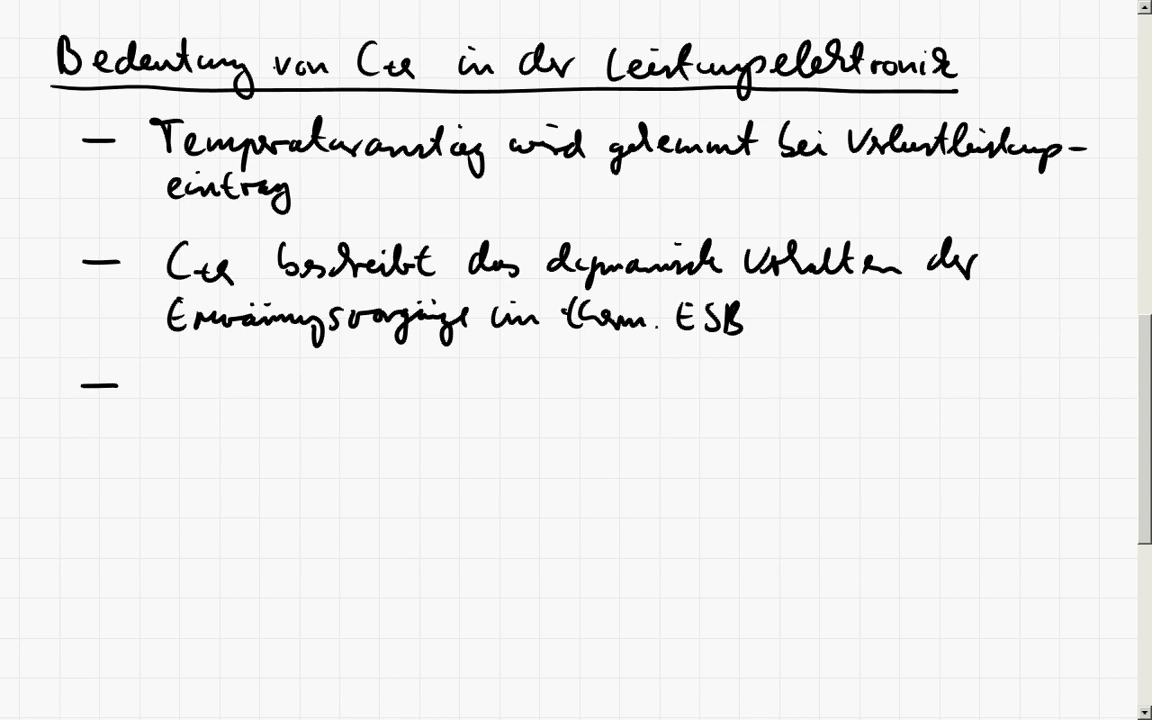 Bedeutung von Cth in der Leistungselektronik
— Temperaturanstieg wird gehemmt bei Verlustleistungs-
eintrag
— Cth beschreibt das dynamische Verhalten der
Erwärmungsvorgänge im therm. ESB
—